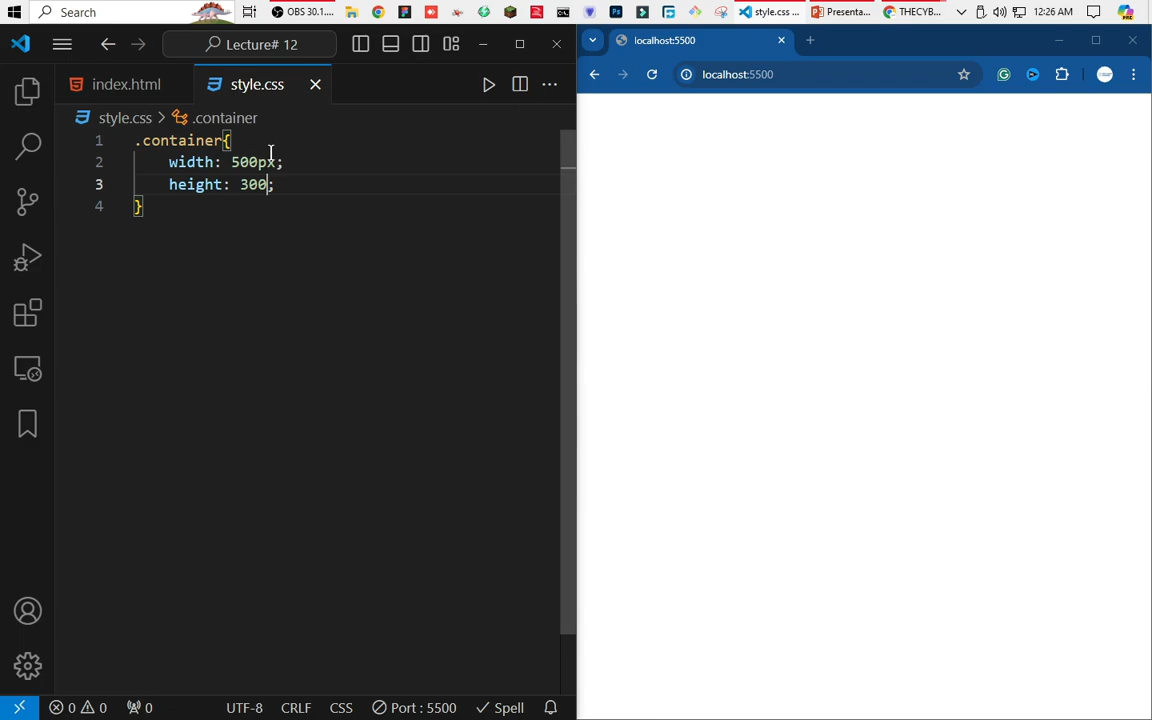 Search
OBS 30.1....
style.css ...
Presenta...
THECYB...
12:26 AM
Lecture# 12
localhost:5500
index.html
style.css
localhost:5500
style.css > .container
1 .container{
2 width: 500px;
3 height: 300;
4 }
0 0 0
UTF-8 CRLF CSS Port : 5500 Spell